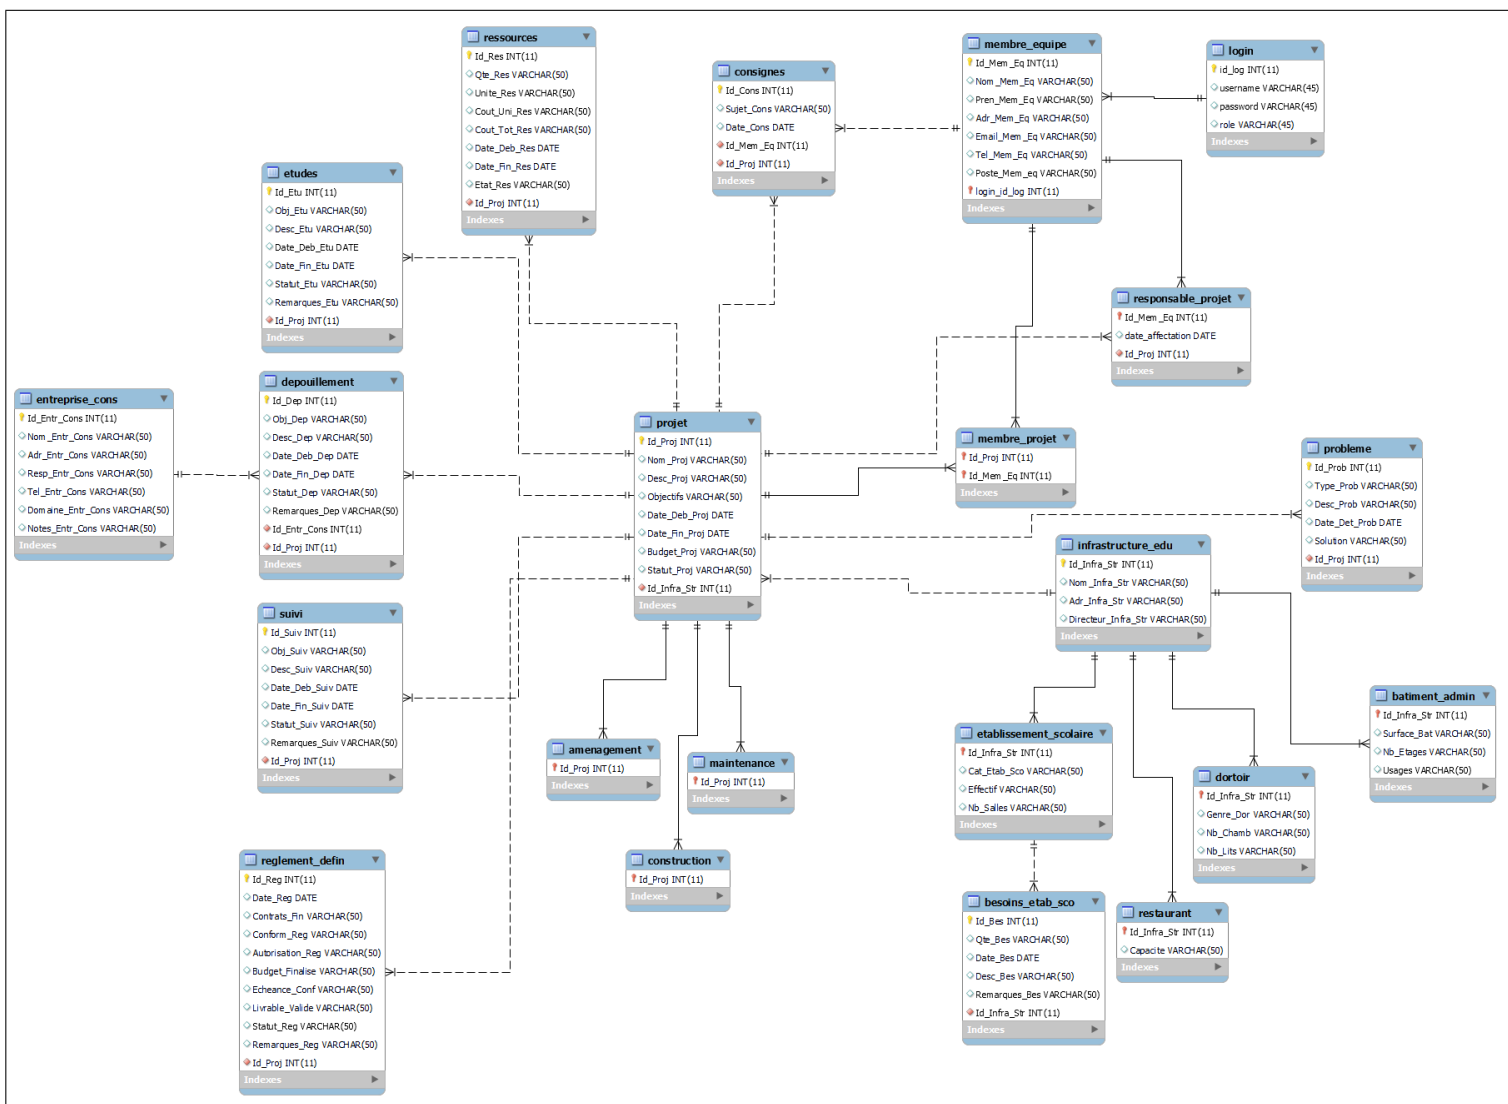 ressources
Id_Res INT(11)
Qte_Res VARCHAR(50)
Unite_Res VARCHAR(50)
Cout_Uni_Res VARCHAR(50)
Cout_Tot_Res VARCHAR(50)
Date_Deb_Res DATE
Date_Fin_Res DATE
Etat_Res VARCHAR(50)
Id_Proj INT(11)
Indexes
consignes
Id_Cons INT(11)
Sujet_Cons VARCHAR(50)
Date_Cons DATE
Id_Mem_Eq INT(11)
Id_Proj INT(11)
Indexes
membre_equipe
Id_Mem_Eq INT(11)
Nom_Mem_Eq VARCHAR(50)
Pren_Mem_Eq VARCHAR(50)
Adr_Mem_Eq VARCHAR(50)
Email_Mem_Eq VARCHAR(50)
Tel_Mem_Eq VARCHAR(50)
Poste_Mem_eq VARCHAR(50)
login_id_log INT(11)
Indexes
login
id_log INT(11)
username VARCHAR(45)
password VARCHAR(45)
role VARCHAR(45)
Indexes
etudes
Id_Etu INT(11)
Obj_Etu VARCHAR(50)
Desc_Etu VARCHAR(50)
Date_Deb_Etu DATE
Date_Fin_Etu DATE
Statut_Etu VARCHAR(50)
Remarques_Etu VARCHAR(50)
Id_Proj INT(11)
Indexes
responsable_projet
Id_Mem_Eq INT(11)
date_affectation DATE
Id_Proj INT(11)
Indexes
entreprise_cons
Id_Entr_Cons INT(11)
Nom_Entr_Cons VARCHAR(50)
Adr_Entr_Cons VARCHAR(50)
Resp_Entr_Cons VARCHAR(50)
Tel_Entr_Cons VARCHAR(50)
Domaine_Entr_Cons VARCHAR(50)
Notes_Entr_Cons VARCHAR(50)
Indexes
depouillement
Id_Dep INT(11)
Obj_Dep VARCHAR(50)
Desc_Dep VARCHAR(50)
Date_Deb_Dep DATE
Date_Fin_Dep DATE
Statut_Dep VARCHAR(50)
Remarques_Dep VARCHAR(50)
Id_Entr_Cons INT(11)
Id_Proj INT(11)
Indexes
projet
Id_Proj INT(11)
Nom_Proj VARCHAR(50)
Desc_Proj VARCHAR(50)
Objectifs VARCHAR(50)
Date_Deb_Proj DATE
Date_Fin_Proj DATE
Budget_Proj VARCHAR(50)
Statut_Proj VARCHAR(50)
Id_Infra_Str INT(11)
Indexes
membre_projet
Id_Proj INT(11)
Id_Mem_Eq INT(11)
Indexes
probleme
Id_Prob INT(11)
Type_Prob VARCHAR(50)
Desc_Prob VARCHAR(50)
Date_Det_Prob DATE
Solution VARCHAR(50)
Id_Proj INT(11)
Indexes
infrastructure_edu
Id_Infra_Str INT(11)
Nom_Infra_Str VARCHAR(50)
Adr_Infra_Str VARCHAR(50)
Directeur_Infra_Str VARCHAR(50)
Indexes
suivi
Id_Suiv INT(11)
Obj_Suiv VARCHAR(50)
Desc_Suiv VARCHAR(50)
Date_Deb_Suiv DATE
Date_Fin_Suiv DATE
Statut_Suiv VARCHAR(50)
Remarques_Suiv VARCHAR(50)
Id_Proj INT(11)
Indexes
amenagement
Id_Proj INT(11)
Indexes
maintenance
Id_Proj INT(11)
Indexes
etablissement_scolaire
Id_Infra_Str INT(11)
Cat_Etab_Sco VARCHAR(50)
Effectif VARCHAR(50)
Nb_Salles VARCHAR(50)
Indexes
dortoir
Id_Infra_Str INT(11)
Genre_Dor VARCHAR(50)
Nb_Chamb VARCHAR(50)
Nb_Lits VARCHAR(50)
Indexes
batiment_admin
Id_Infra_Str INT(11)
Surface_Bat VARCHAR(50)
Nb_Etages VARCHAR(50)
Usages VARCHAR(50)
Indexes
reglement_defin
Id_Reg INT(11)
Date_Reg DATE
Contrats_Fin VARCHAR(50)
Conform_Reg VARCHAR(50)
Autorisation_Reg VARCHAR(50)
Budget_Finalise VARCHAR(50)
Echeance_Conf VARCHAR(50)
Livrable_Valide VARCHAR(50)
Statut_Reg VARCHAR(50)
Remarques_Reg VARCHAR(50)
Id_Proj INT(11)
Indexes
construction
Id_Proj INT(11)
Indexes
besoins_etab_sco
Id_Bes INT(11)
Qte_Bes VARCHAR(50)
Date_Bes DATE
Desc_Bes VARCHAR(50)
Remarques_Bes VARCHAR(50)
Id_Infra_Str INT(11)
Indexes
restaurant
Id_Infra_Str INT(11)
Capacite VARCHAR(50)
Indexes